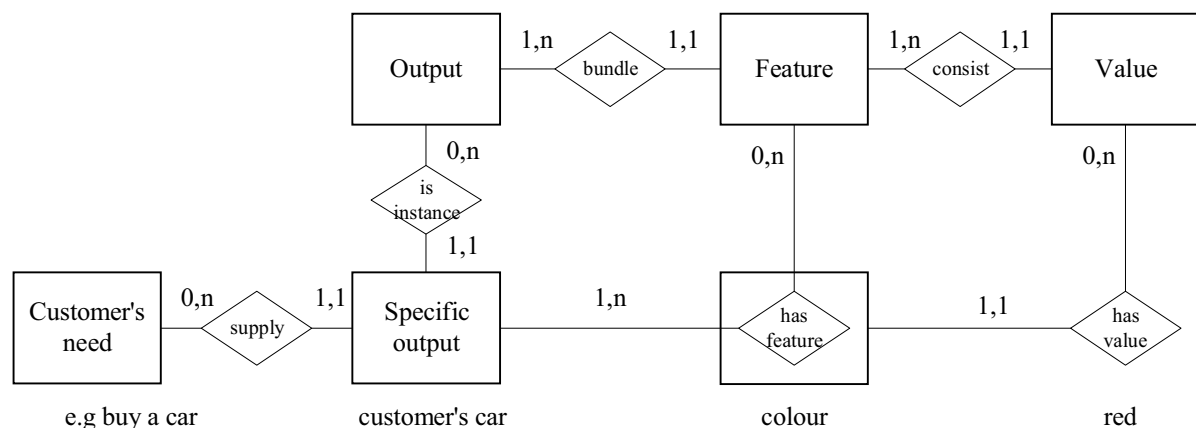 1,n
1,1
1,n
1,1
Output
bundle
Feature
consist
Value
0,n
0,n
0,n
is
instance
1,1
Customer's
need
0,n
supply
1,1
Specific
output
1,n
has
feature
1,1
has
value
e.g buy a car
customer's car
colour
red